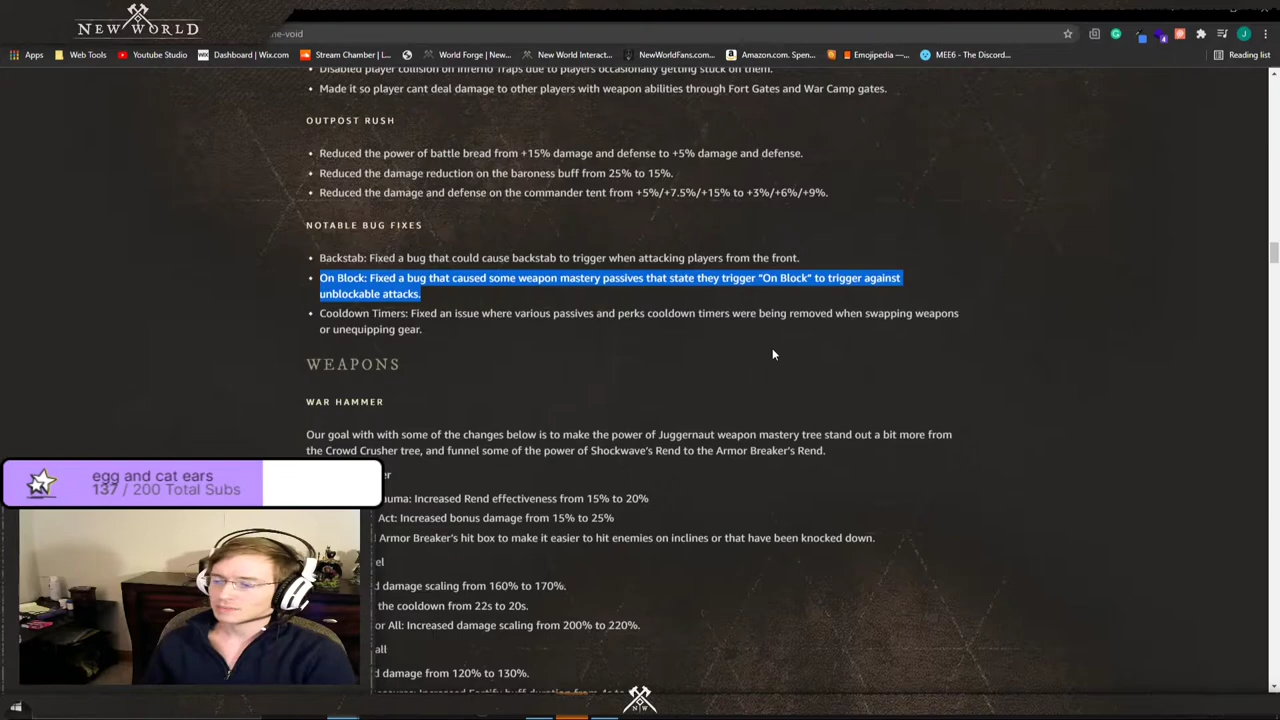 NEW WORLD
ne-void
Apps
Web Tools
Youtube Studio
Dashboard | Wix.com
Stream Chamber | L...
World Forge | New...
New World Interact...
NewWorldFans.com...
Amazon.com. Spen...
Emojipedia —...
MEE6 - The Discord...
Reading list
Disabled player collision on Inferno Traps due to players occasionally getting stuck on them.
• Made it so player cant deal damage to other players with weapon abilities through Fort Gates and War Camp gates.
OUTPOST RUSH
• Reduced the power of battle bread from +15% damage and defense to +5% damage and defense.
• Reduced the damage reduction on the baroness buff from 25% to 15%.
• Reduced the damage and defense on the commander tent from +5%/+7.5%/+15% to +3%/+6%/+9%.
NOTABLE BUG FIXES
• Backstab: Fixed a bug that could cause backstab to trigger when attacking players from the front.
• On Block: Fixed a bug that caused some weapon mastery passives that state they trigger "On Block" to trigger against
unblockable attacks.
• Cooldown Timers: Fixed an issue where various passives and perks cooldown timers were being removed when swapping weapons
or unequipping gear.
WEAPONS
WAR HAMMER
Our goal with with some of the changes below is to make the power of Juggernaut weapon mastery tree stand out a bit more from
the Crowd Crusher tree, and funnel some of the power of Shockwave's Rend to the Armor Breaker's Rend.
er
egg and cat ears
137 / 200 Total Subs
uma: Increased Rend effectiveness from 15% to 20%
Act: Increased bonus damage from 15% to 25%
Armor Breaker's hit box to make it easier to hit enemies on inclines or that have been knocked down.
el
d damage scaling from 160% to 170%.
the cooldown from 22s to 20s.
or All: Increased damage scaling from 200% to 220%.
all
d damage from 120% to 130%.
Increased Fortify buff duration from 4s to
N W